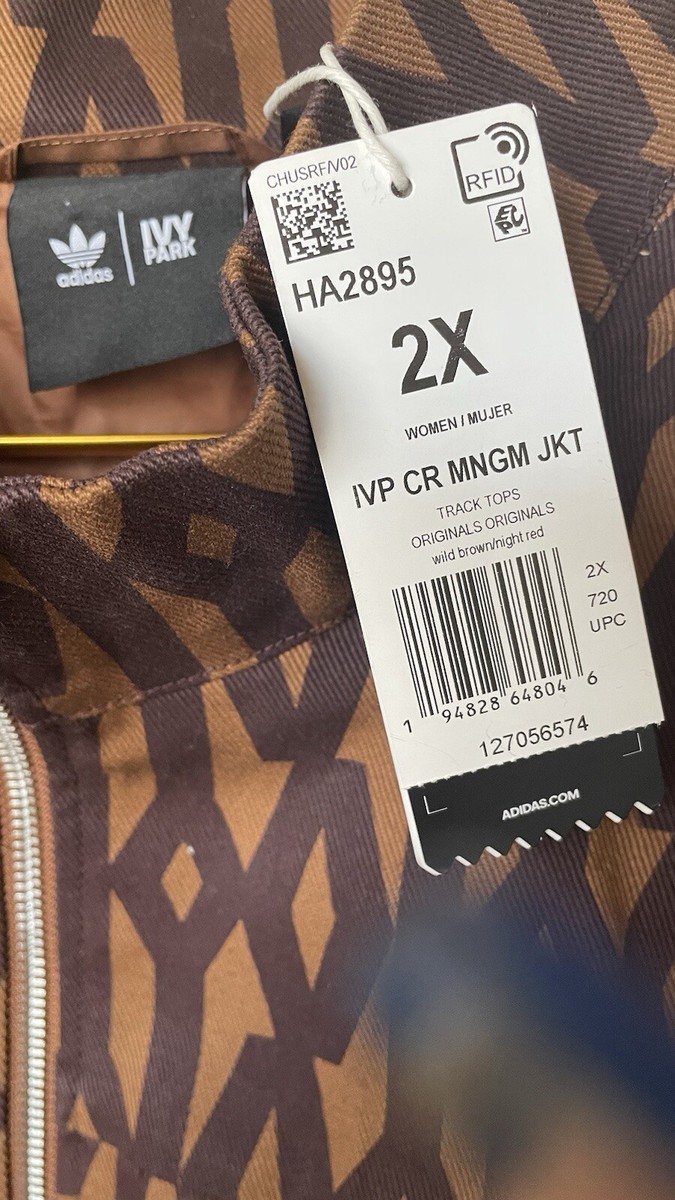 adidas
IVY
PARK
CHUSRF/V02
RFID
HA2895
2X
WOMEN / MUJER
IVP CR MNGM JKT
TRACK TOPS
ORIGINALS ORIGINALS
wild brown/night red
2X
720
UPC
1 94828 64804 6
127056574
ADIDAS.COM